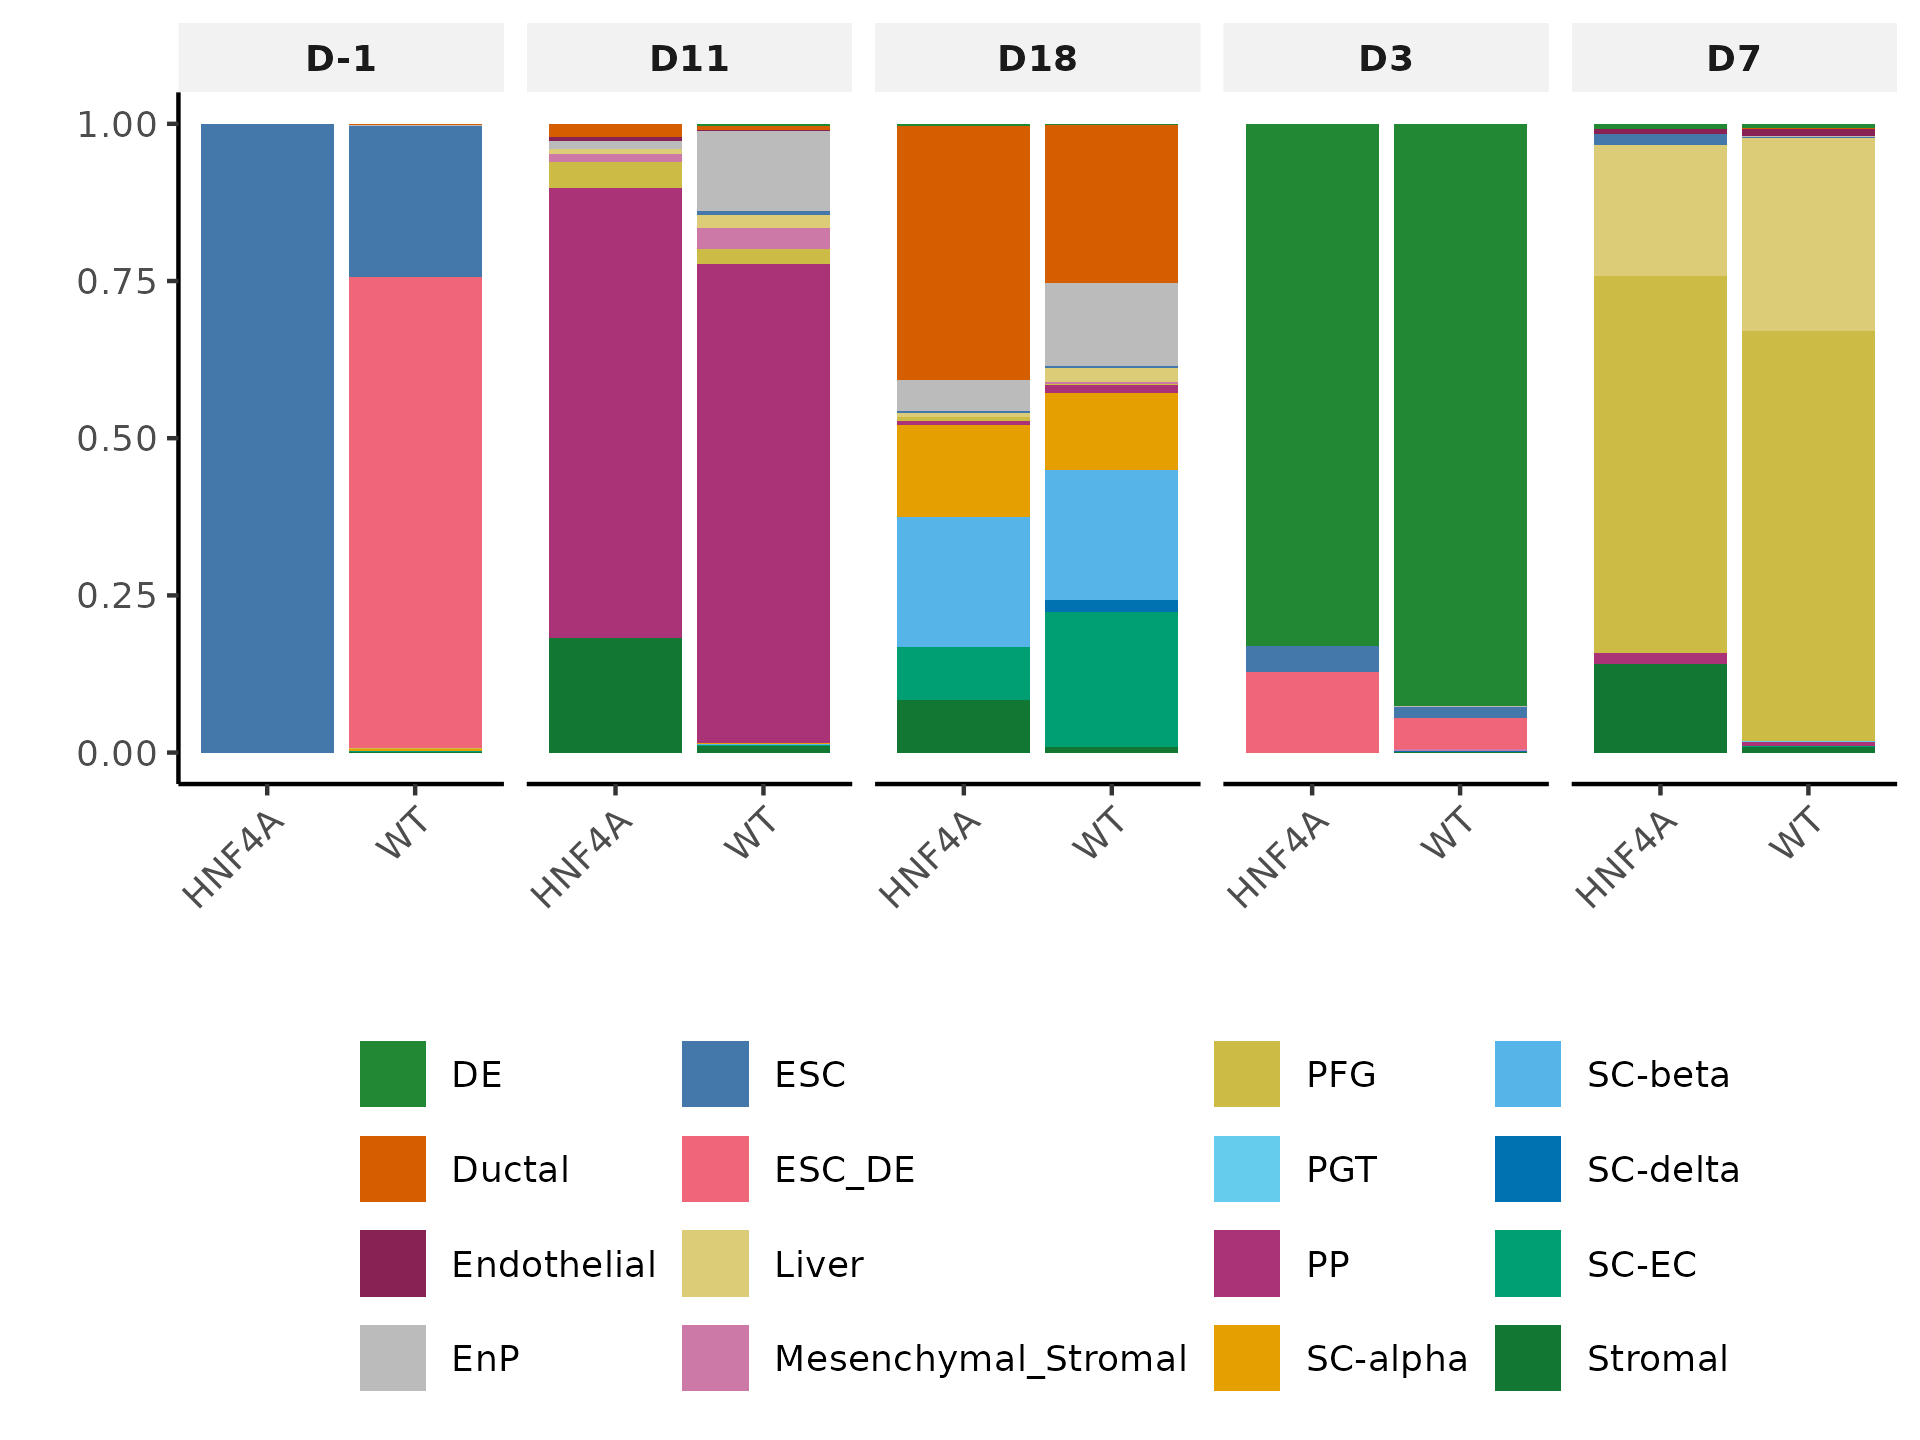 D-1 D11 D18 D3 D7
1.00
0.75
0.50
0.25
0.00
HNF4A WT HNF4A WT HNF4A WT HNF4A WT HNF4A WT
DE ESC PFG SC-beta
Ductal ESC_DE PGT SC-delta
Endothelial Liver PP SC-EC
EnP Mesenchymal_Stromal SC-alpha Stromal